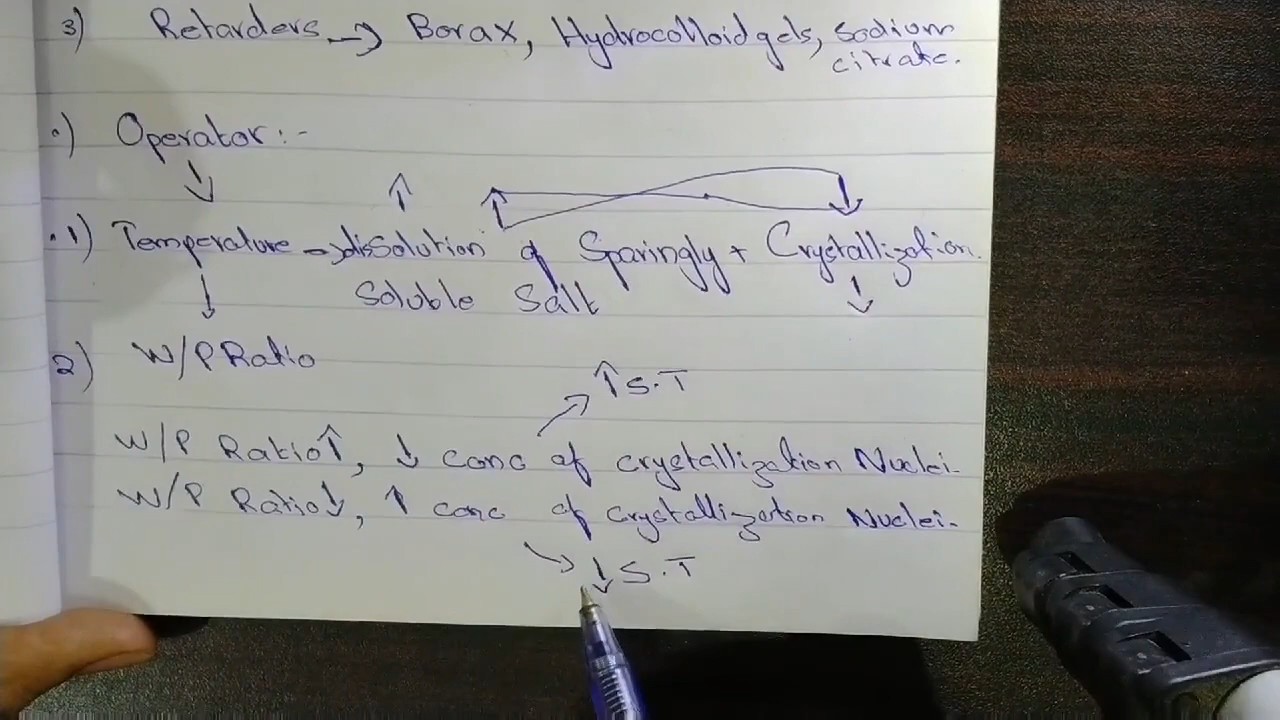 3) Retarders → Borax, Hydrocolloid gels, Sodium
citrate.
•) Operator :-
↓
↑ ↑ ↓
•1) Temperature → dissolution of Sparingly + Crystallization.
↓ Soluble Salt ↓
2) W/P Ratio
↗ ↑ S.T
W/P Ratio ↑, ↓ conc of crystallization Nuclei.
W/P Ratio ↓, ↑ conc of crystallization Nuclei.
↘ ↓ S.T